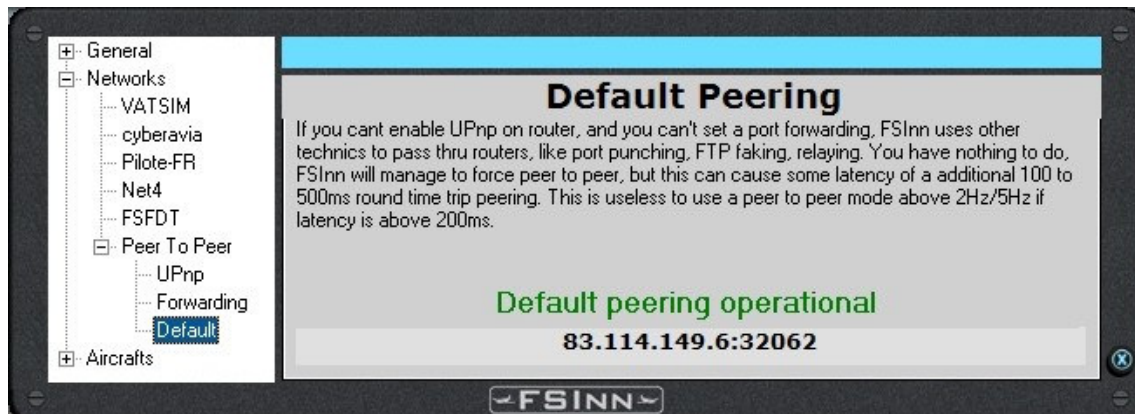 General
Networks
VATSIM
cyberavia
Pilote-FR
Net4
FSFDT
Peer To Peer
UPnp
Forwarding
Default
Aircrafts
Default Peering
If you cant enable UPnp on router, and you can't set a port forwarding, FSInn uses other
technics to pass thru routers, like port punching, FTP faking, relaying. You have nothing to do,
FSInn will manage to force peer to peer, but this can cause some latency of a additional 100 to
500ms round time trip peering. This is useless to use a peer to peer mode above 2Hz/5Hz if
latency is above 200ms.
Default peering operational
83.114.149.6:32062
FSINN